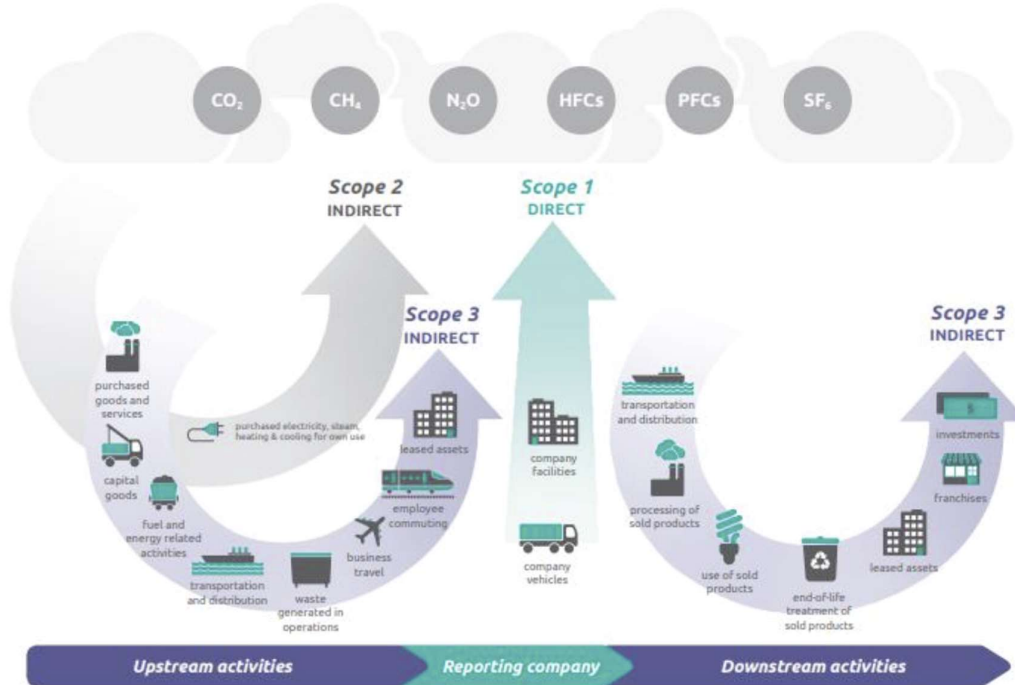 CO₂
CH₄
N₂O
HFCs
PFCs
SF₆
Scope 2
INDIRECT
Scope 1
DIRECT
Scope 3
INDIRECT
Scope 3
INDIRECT
purchased
goods and
services
capital
goods
fuel and
energy related
activities
transportation
and distribution
waste
generated in
operations
business
travel
employee
commuting
leased assets
purchased electricity, steam,
heating & cooling for own use
company
facilities
company
vehicles
transportation
and distribution
processing of
sold products
use of sold
products
end-of-life
treatment of
sold products
leased assets
franchises
$
investments
Upstream activities
Reporting company
Downstream activities